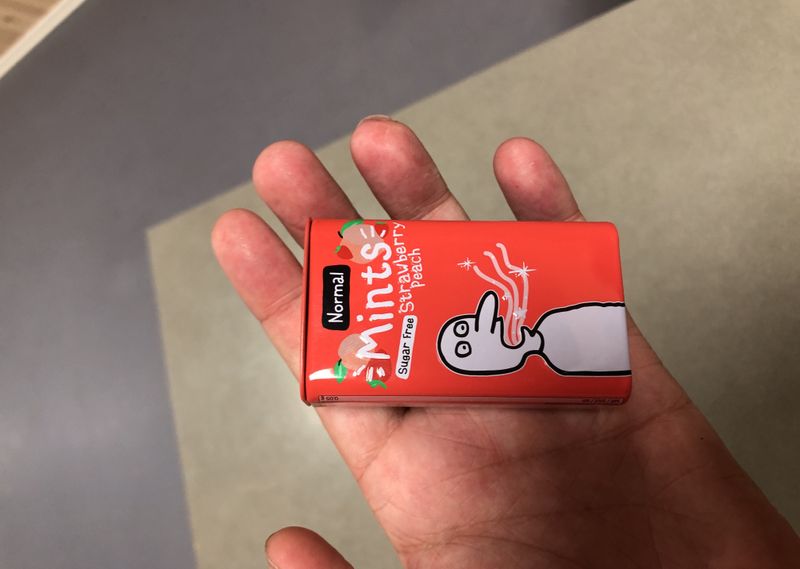 Normal
Mints
Strawberry
peach
Sugar Free